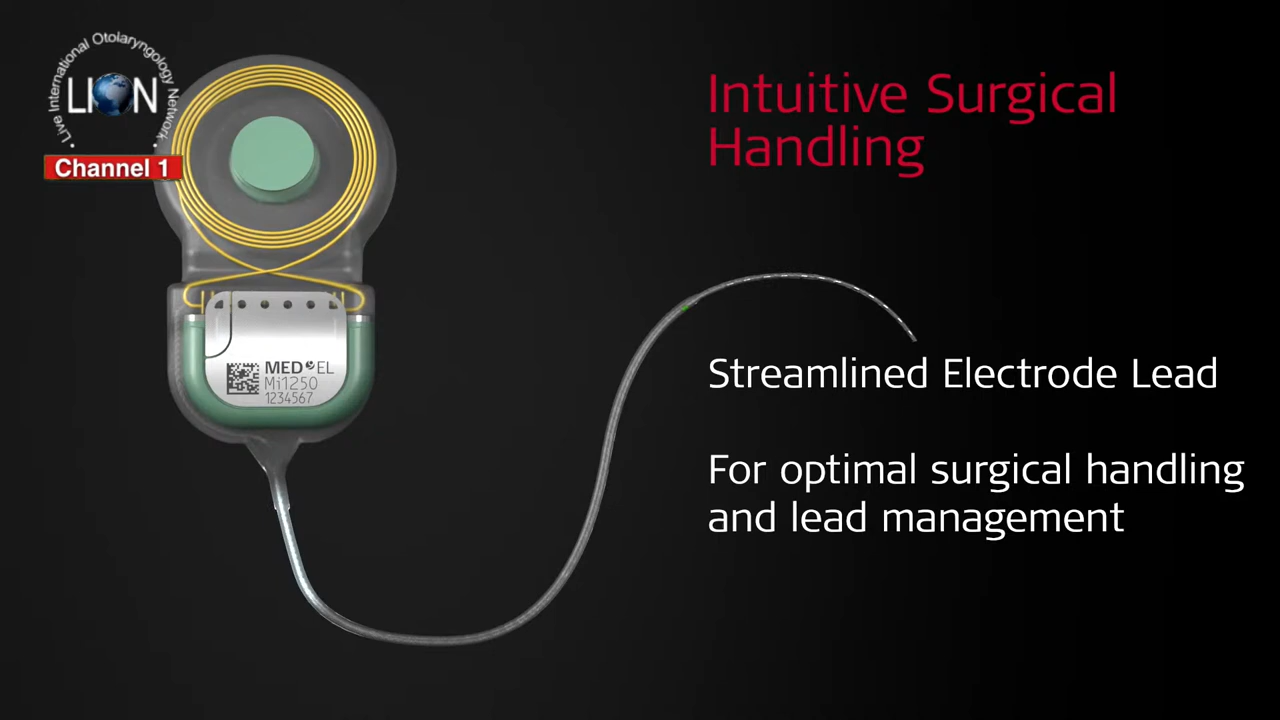 • Live International Otolaryngology Network •
LION
Channel 1
Intuitive Surgical
Handling
MED EL
Mi1250
1234567
Streamlined Electrode Lead
For optimal surgical handling
and lead management